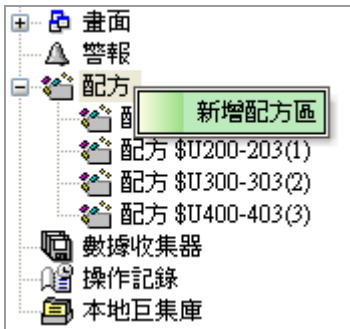 畫面
警報
配方
新增配方區
配方 $U200-203(1)
配方 $U300-303(2)
配方 $U400-403(3)
數據收集器
操作記錄
本地巨集庫